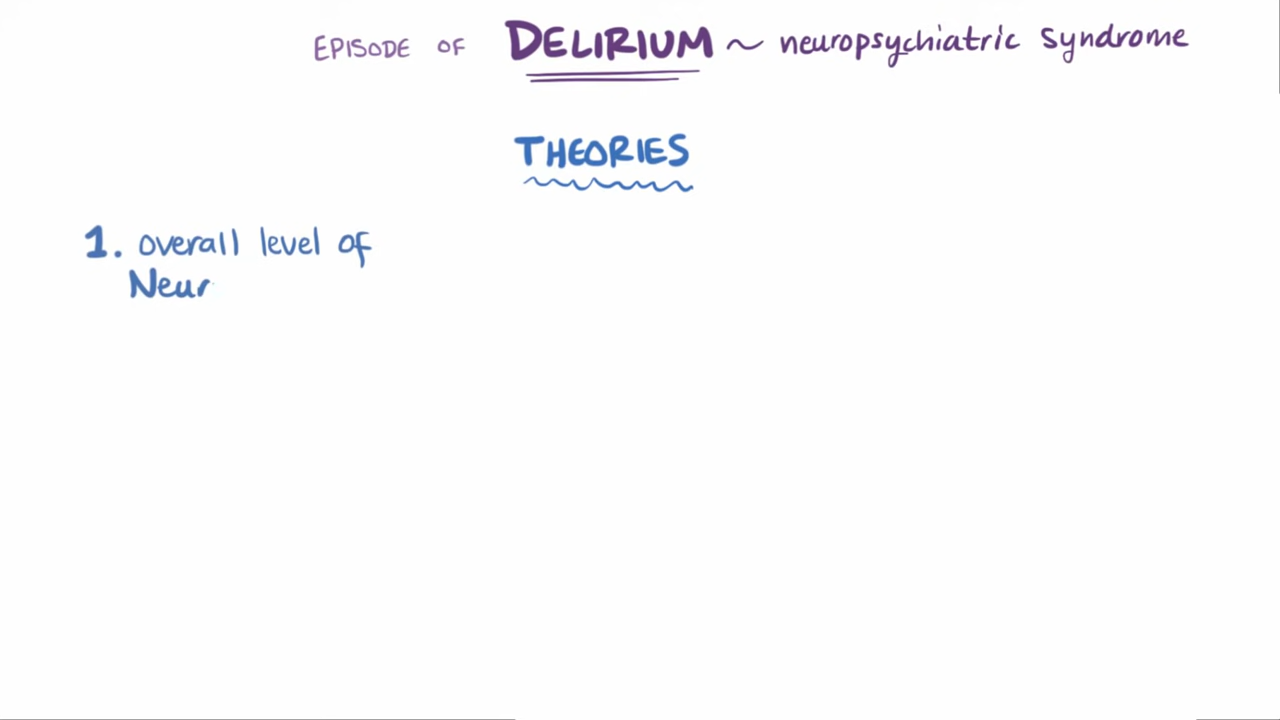 EPISODE OF DELIRIUM ~ neuropsychiatric syndrome
THEORIES
1. overall level of
Neur